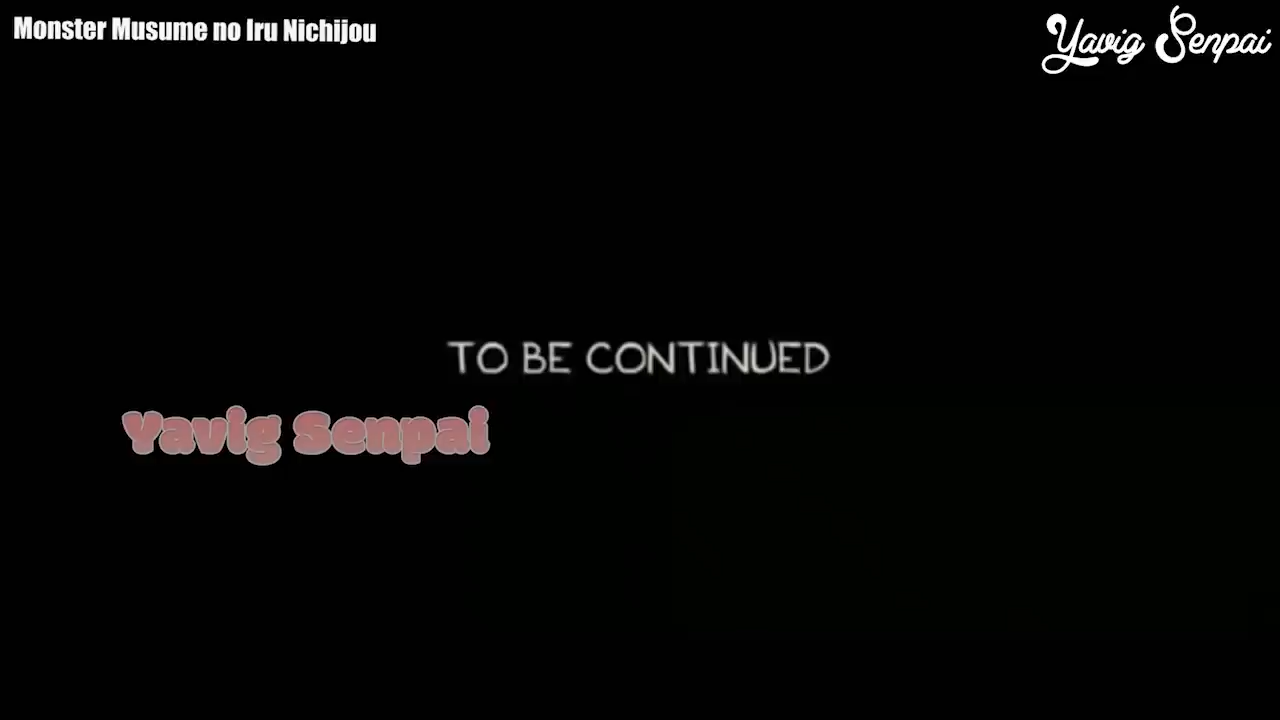 Monster Musume no Iru Nichijou
Yavig Senpai
TO BE CONTINUED
Yavig Senpai